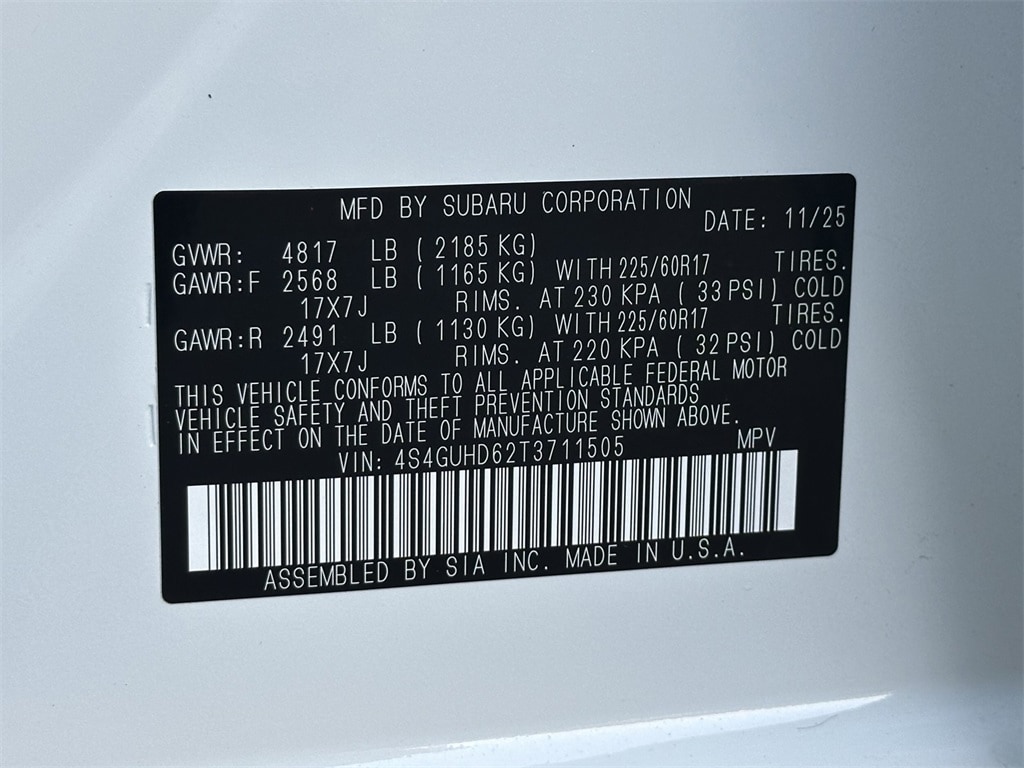 MFD BY SUBARU CORPORATION DATE: 11/25
GVWR: 4817 LB (2185 KG)
GAWR:F 2568 LB (1165 KG) WITH 225/60R17 TIRES.
17X7J RIMS. AT 230 KPA (33 PSI) COLD
GAWR:R 2491 LB (1130 KG) WITH 225/60R17 TIRES.
17X7J RIMS. AT 220 KPA (32 PSI) COLD
THIS VEHICLE CONFORMS TO ALL APPLICABLE FEDERAL MOTOR
VEHICLE SAFETY AND THEFT PREVENTION STANDARDS
IN EFFECT ON THE DATE OF MANUFACTURE SHOWN ABOVE.
VIN: 4S4GUHD62T3711505 MPV
ASSEMBLED BY SIA INC. MADE IN U.S.A.